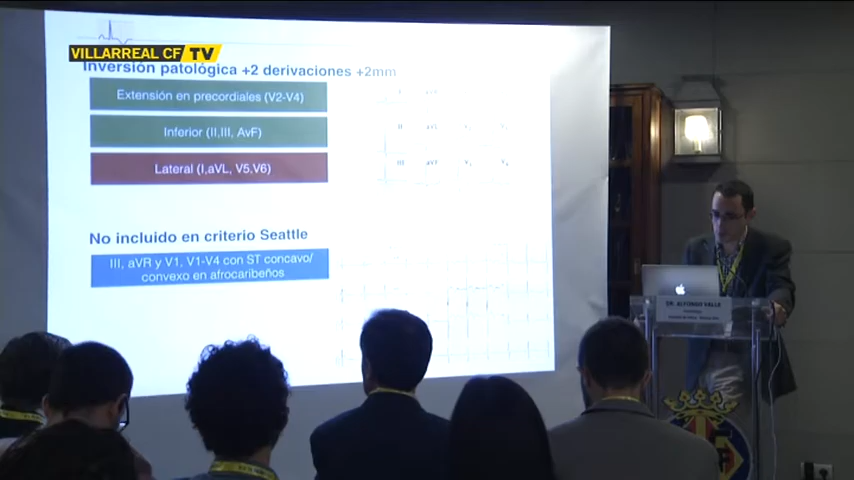 VILLARREAL CF TV
Inversión patológica +2 derivaciones +2mm
Extensión en precordiales (V2-V4)
Inferior (II,III, AvF)
Lateral (I,aVL, V5,V6)
No incluido en criterio Seattle
III, aVR y V1, V1-V4 con ST concavo/
convexo en afrocaribeños
II
III
DR. ALFONSO VALLE